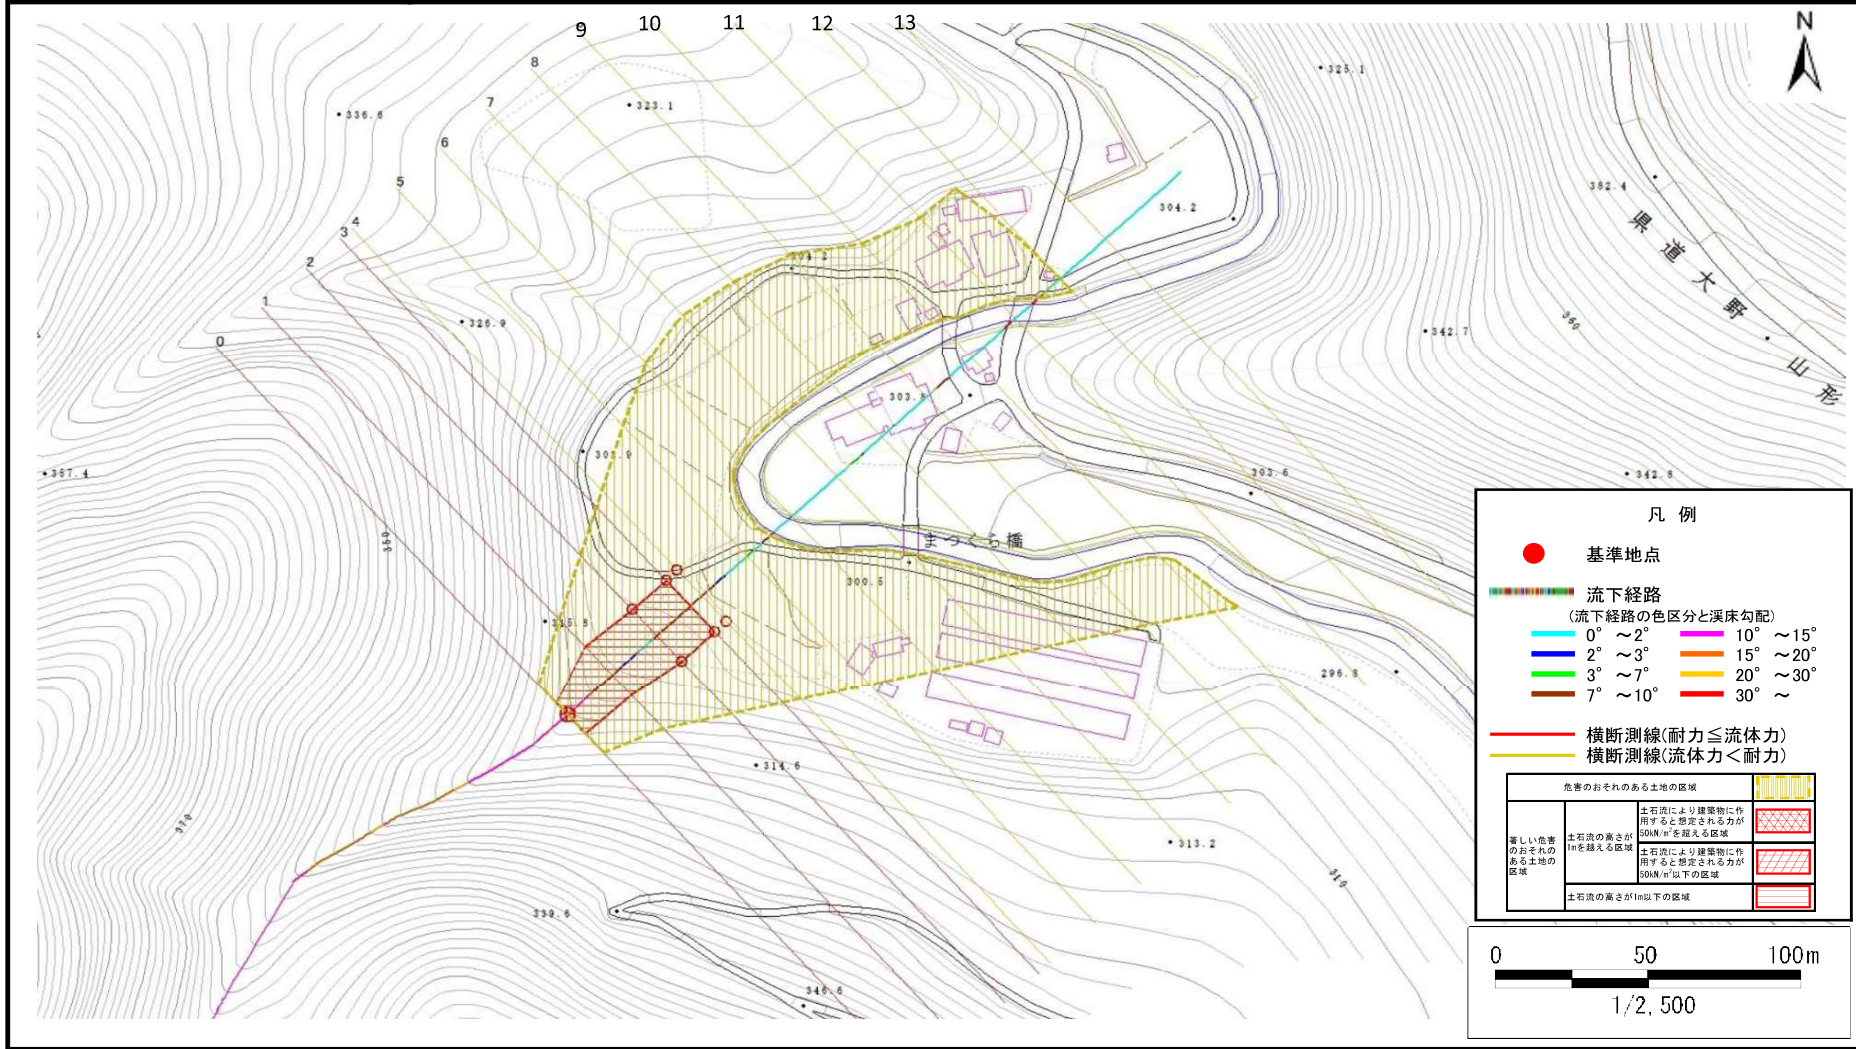 9 10 11 12 13
8
7
6
5
4
3
2
1
0
N
325.1
323.1
336.6
382.4
304.2
県道大野・山形
304.2
326.9
342.7
360
303.8
303.9
357.4
303.6
342.8
350
まつくら橋
300.5
315.8
296.8
314.6
370
313.2
310
339.6
346.6
凡 例
基準地点
流下経路
(流下経路の色区分と渓床勾配)
0° ~2° 10° ~15°
2° ~3° 15° ~20°
3° ~7° 20° ~30°
7° ~10° 30° ~
横断測線(耐力≦流体力)
横断測線(流体力<耐力)
危害のおそれのある土地の区域
著しい危害
のおそれの
ある土地の
区域
土石流の高さが
1mを越える区域
土石流により建築物に作
用すると想定される力が
50kN/m²を超える区域
土石流により建築物に作
用すると想定される力が
50kN/m²以下の区域
土石流の高さが1m以下の区域
0 50 100m
1/2,500